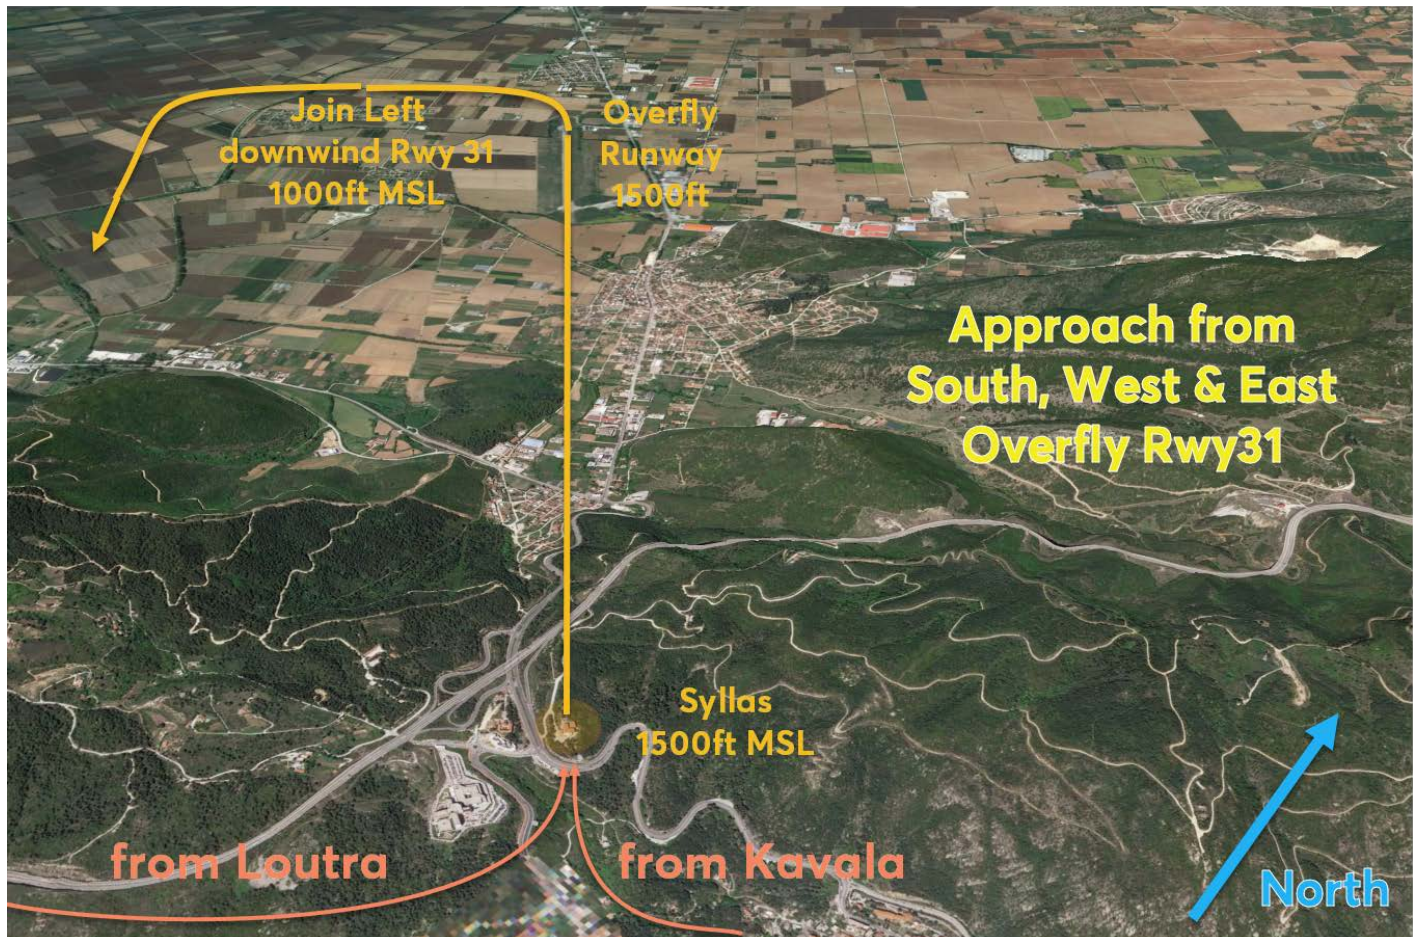 Join Left
downwind Rwy 31
1000ft MSL
Overfly
Runway
1500ft
Approach from
South, West & East
Overfly Rwy31
Syllas
1500ft MSL
from Loutra
from Kavala
North